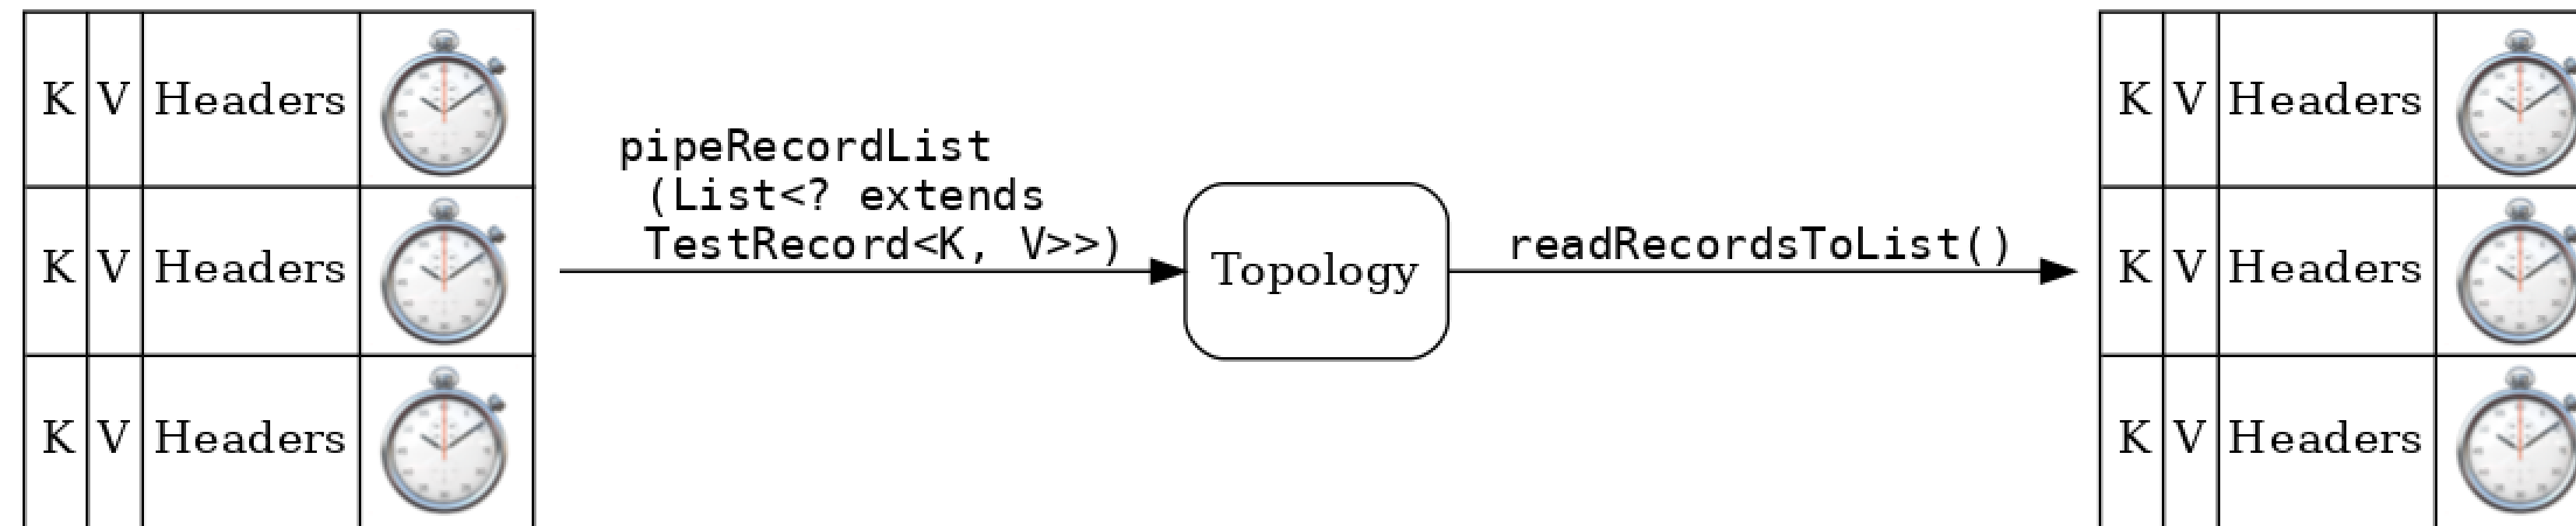 K V Headers
K V Headers
K V Headers
pipeRecordList
(List<? extends
TestRecord<K, V>>)
Topology
readRecordsToList()
K V Headers
K V Headers
K V Headers